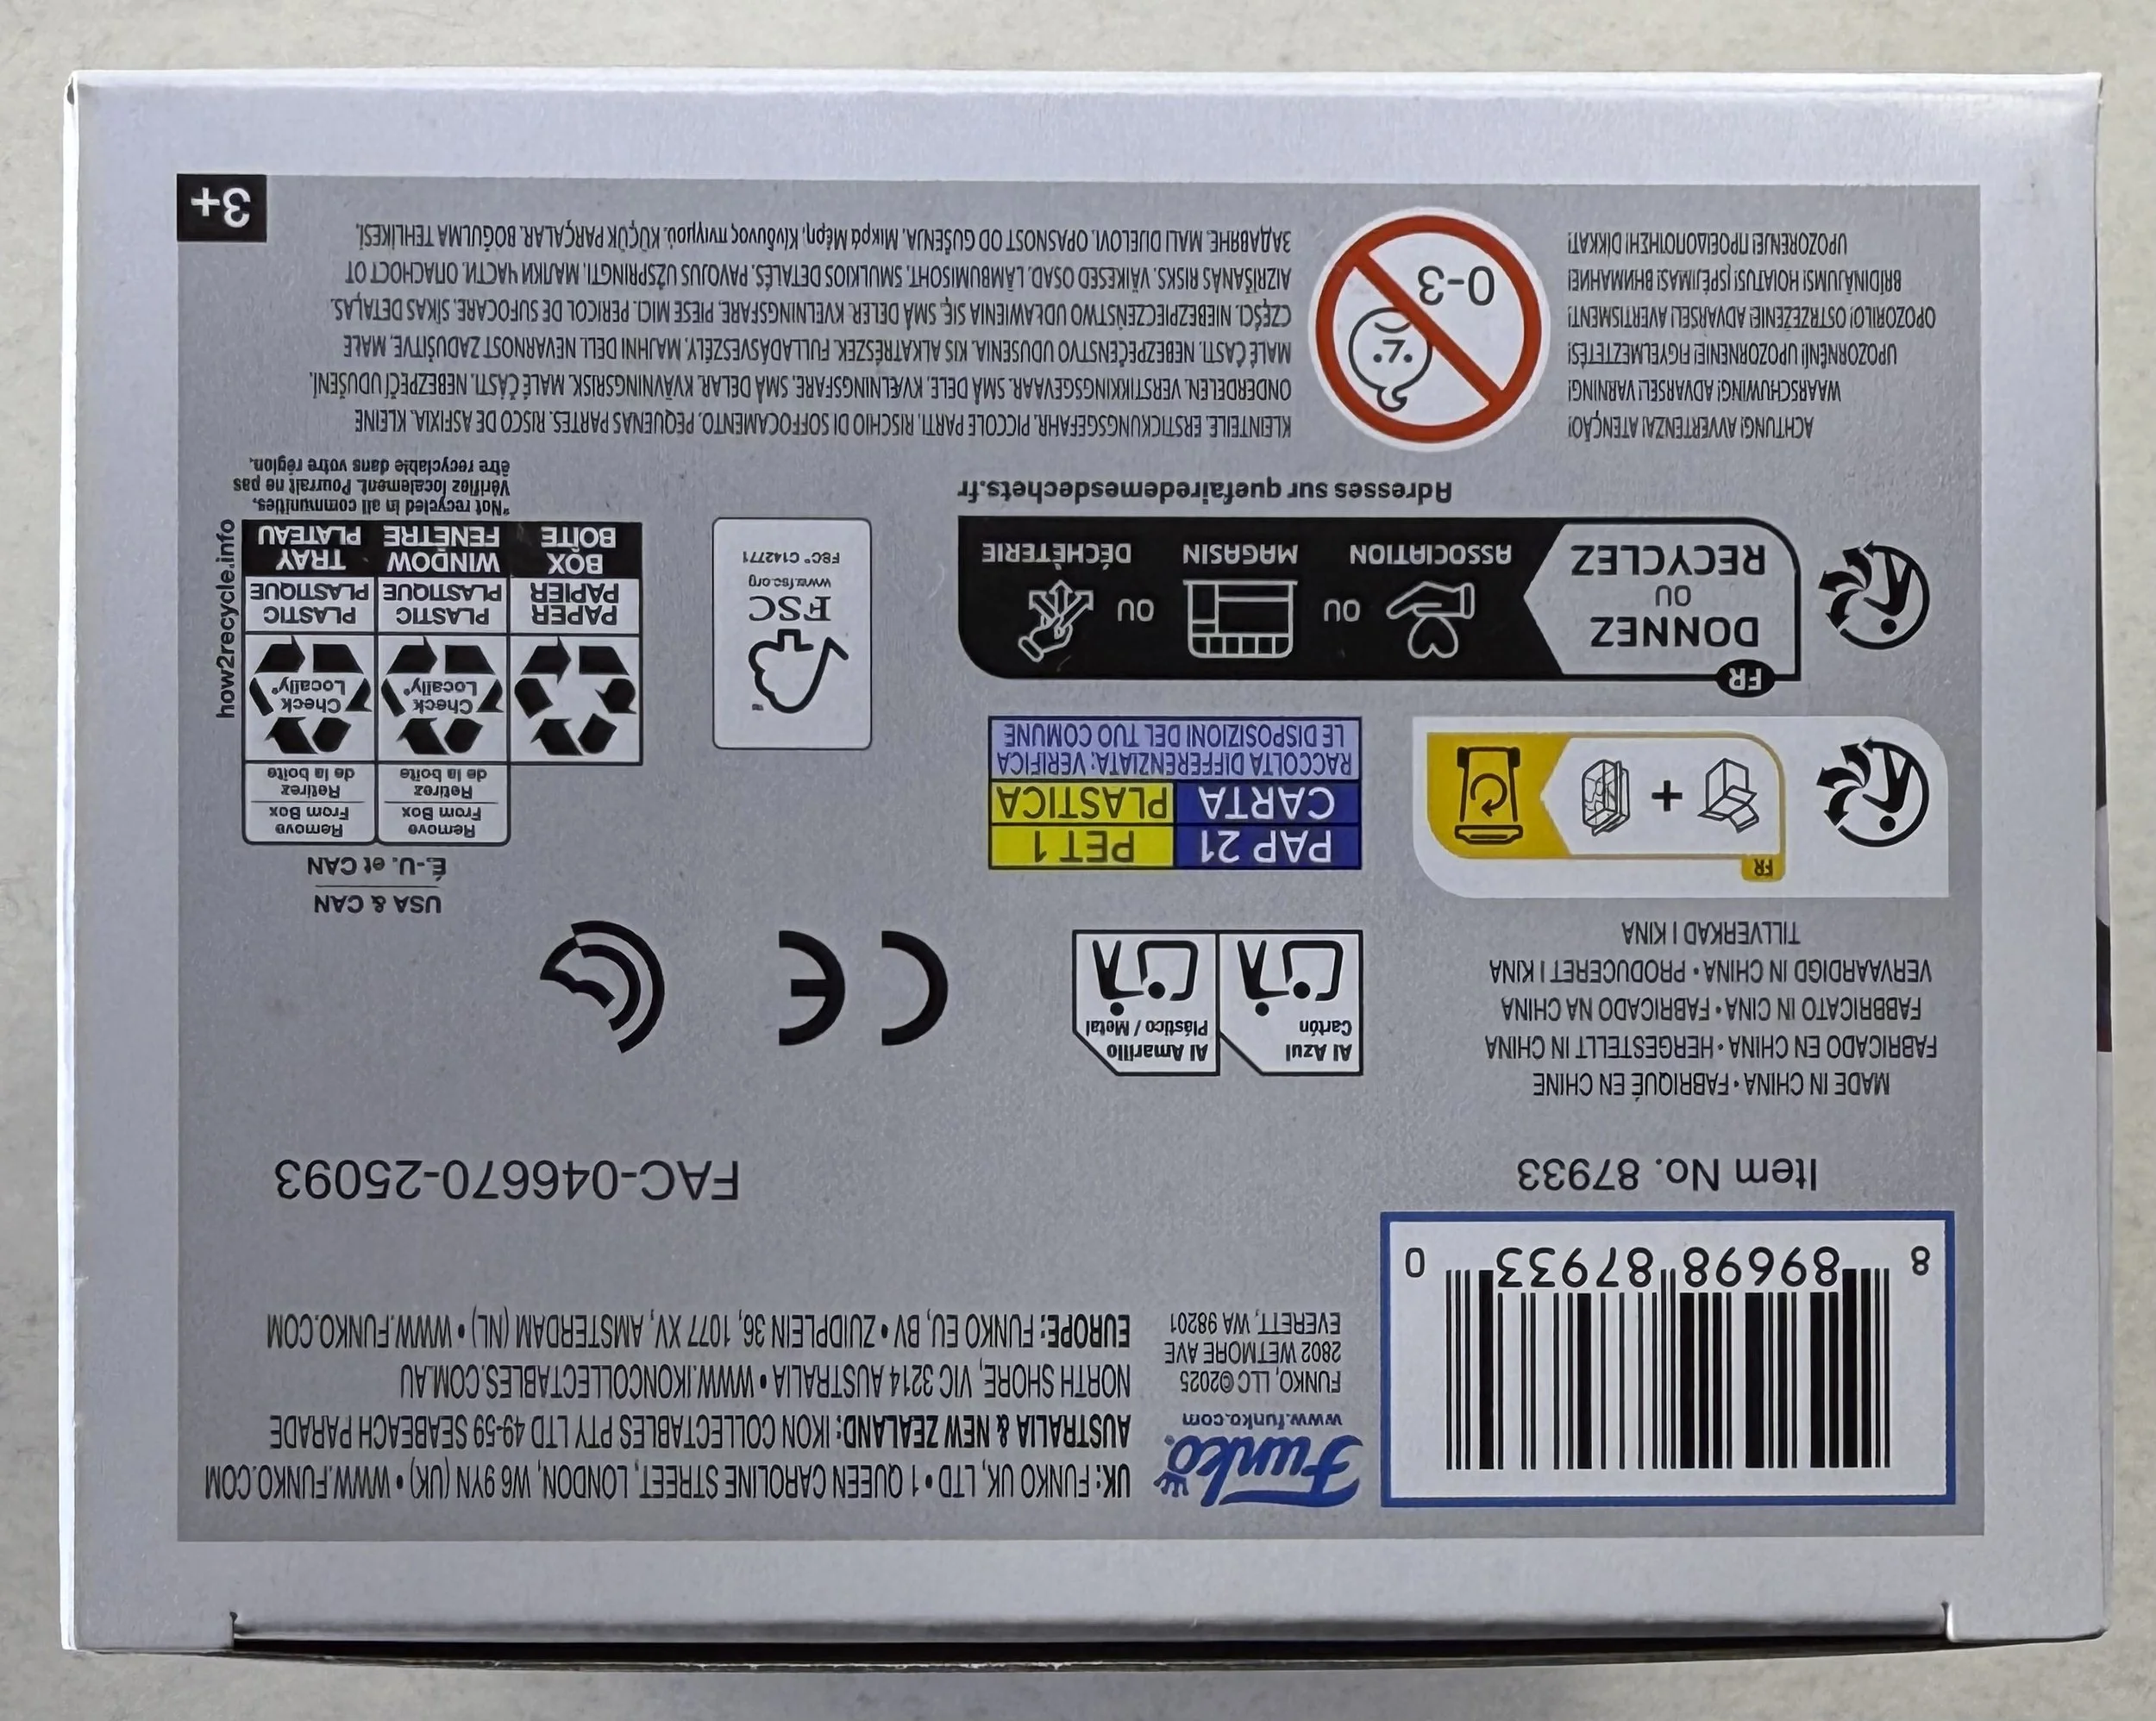 8 89698 87933 0
Funko
www.funko.com
FUNKO, LLC ©2025
2802 WETMORE AVE
EVERETT, WA 98201
UK: FUNKO UK, LTD • 1 QUEEN CAROLINE STREET, LONDON, W6 9YN (UK) • WWW.FUNKO.COM
AUSTRALIA & NEW ZEALAND: IKON COLLECTABLES PTY LTD 49-59 SEABEACH PARADE
NORTH SHORE, VIC 3214 AUSTRALIA • WWW.IKONCOLLECTABLES.COM.AU
EUROPE: FUNKO EU, BV • ZUIDPLEIN 36, 1077 XV, AMSTERDAM (NL) • WWW.FUNKO.COM
Item No. 87933
FAC-046670-25093
MADE IN CHINA • FABRIQUÉ EN CHINE
FABRICADO EN CHINA • HERGESTELLT IN CHINA
FABBRICATO IN CINA • FABRICADO NA CHINA
VERVAARDIGD IN CHINA • PRODUCERET I KINA
TILLVERKAD I KINA
Al Azul
Cartón
Al Amarillo
Plástico / Metal
CE
USA & CAN
É.-U. et CAN
FR
PAP 21
PET 1
CARTA
PLASTICA
RACCOLTA DIFFERENZIATA: VERIFICA
LE DISPOSIZIONI DEL TUO COMUNE
Remove
From Box
Retirez
de la boîte
Remove
From Box
Retirez
de la boîte
Check
Locally*
Check
Locally*
PAPER
PAPIER
PLASTIC
PLASTIQUE
PLASTIC
PLASTIQUE
BOX
BOÎTE
WINDOW
FENÊTRE
TRAY
PLATEAU
how2recycle.info
*Not recycled in all communities.
Vérifiez localement. Pourrait ne pas
être recyclable dans votre région.
FSC
www.fsc.org
FSC® C142771
FR
DONNEZ
OU
RECYCLEZ
ASSOCIATION
OU
MAGASIN
OU
DÉCHÈTERIE
Adresses sur quefairedemesdechets.fr
ACHTUNG! AVVERTENZA! ATENÇÃO!
WAARSCHUWING! ADVARSEL! VARNING!
UPOZORNĚNÍ! UPOZORNENIE! FIGYELMEZTETÉS!
OPOZORILO! OSTRZEŻENIE! ADVARSEL! AVERTISMENT!
BRĪDINĀJUMS! HOIATUS! ĮSPĖJIMAS! ВНИМАНИЕ!
UPOZORENJE! ΠΡΟΕΙΔΟΠΟΙΗΣΗ! DİKKAT!
0-3
KLEINTEILE. ERSTICKUNGSGEFAHR. PICCOLE PARTI. RISCHIO DI SOFFOCAMENTO. PEQUENAS PARTES. RISCO DE ASFIXIA. KLEINE
ONDERDELEN. VERSTIKKINGSGEVAAR. SMÅ DELE. KVÆLNINGSFARE. SMÅ DELAR. KVÄVNINGSRISK. MALÉ ČÁSTI. NEBEZPEČÍ UDUŠENÍ.
MALÉ ČASTI. NEBEZPEČENSTVO UDUSENIA. KIS ALKATRÉSZEK. FULLADÁSVESZÉLY. MAJHNI DELI. NEVARNOST ZADUŠITVE. MAŁE
CZĘŚCI. NIEBEZPIECZEŃSTWO UDŁAWIENIA SIĘ. SMÅ DELER. KVELNINGSFARE. PIESE MICI. PERICOL DE SUFOCARE. SĪKAS DETAĻAS.
AIZRĪŠANĀS RISKS. VÄIKESED OSAD. LÄMBUMISOHT. SMULKIOS DETALĖS. PAVOJUS UŽSPRINGTI. МАЛКИ ЧАСТИ. ОПАСНОСТ ОТ
ЗАДАВЯНЕ. MALI DIJELOVI. OPASNOST OD GUŠENJA. Μικρά Μέρη. Κίνδυνος πνιγμού. KÜÇÜK PARÇALAR. BOĞULMA TEHLİKESİ.
3+